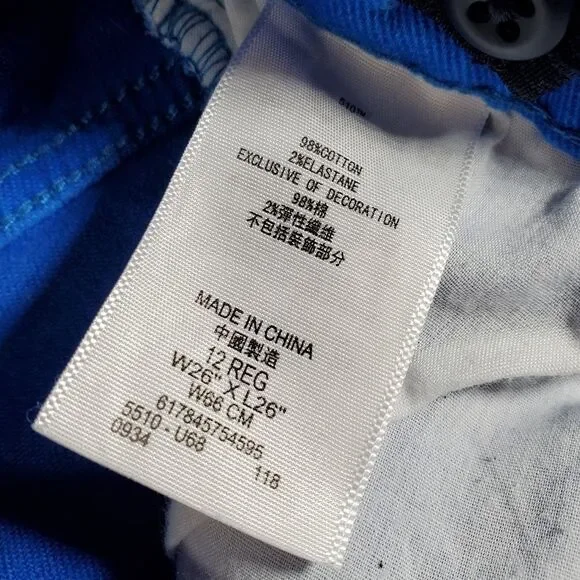 510™
98%COTTON
2%ELASTANE
EXCLUSIVE OF DECORATION
98%棉
2%彈性纖维
不包括裝飾部分
MADE IN CHINA
中國製造
12 REG
W26" X L26"
W66 CM
617845754595
5510 - U68
0934 118